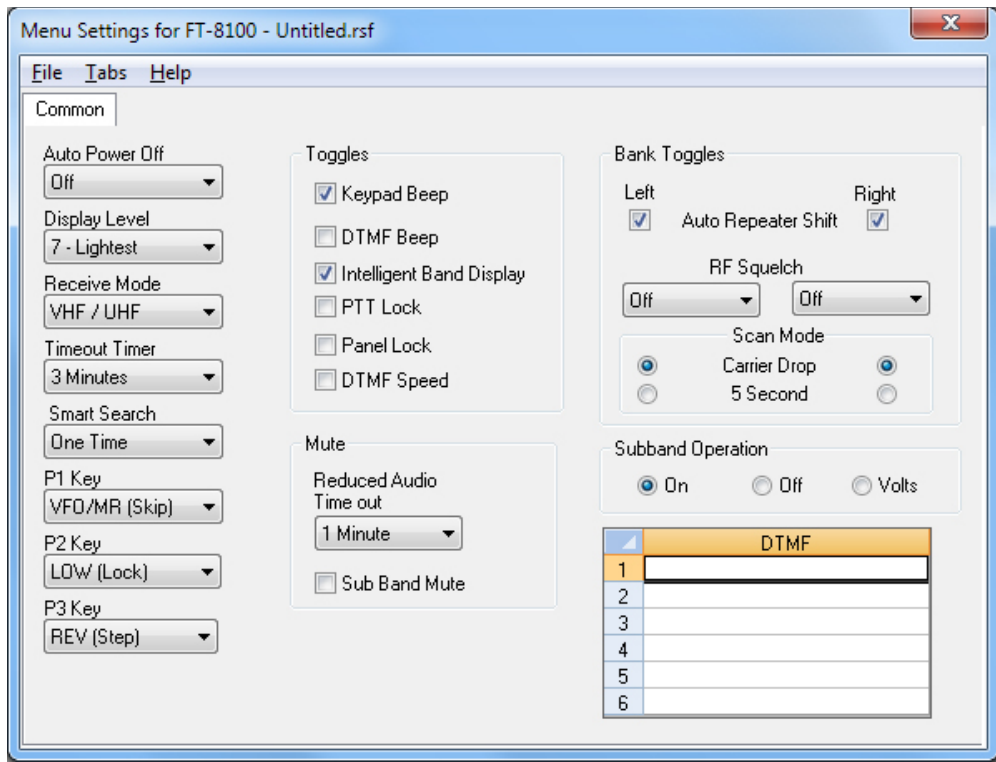 Menu Settings for FT-8100 - Untitled.rsf
File Tabs Help
Common
Auto Power Off
Off
Display Level
7 - Lightest
Receive Mode
VHF / UHF
Timeout Timer
3 Minutes
Smart Search
One Time
P1 Key
VFO/MR (Skip)
P2 Key
LOW (Lock)
P3 Key
REV (Step)
Toggles
Keypad Beep
DTMF Beep
Intelligent Band Display
PTT Lock
Panel Lock
DTMF Speed
Mute
Reduced Audio
Time out
1 Minute
Sub Band Mute
Bank Toggles
Left Right
Auto Repeater Shift
RF Squelch
Off Off
Scan Mode
Carrier Drop
5 Second
Subband Operation
On Off Volts
DTMF
1
2
3
4
5
6